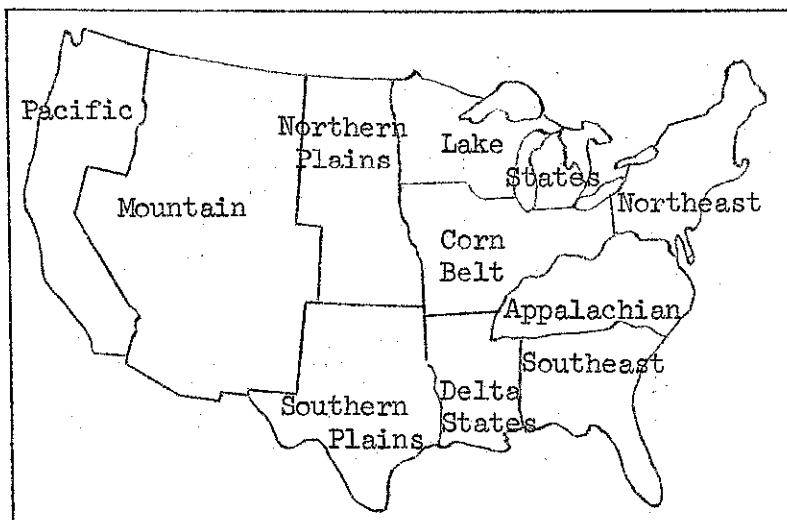 Pacific
Northern
Plains
Lake
States
Mountain
Northeast
Corn
Belt
Appalachian
Southeast
Delta
States
Southern
Plains